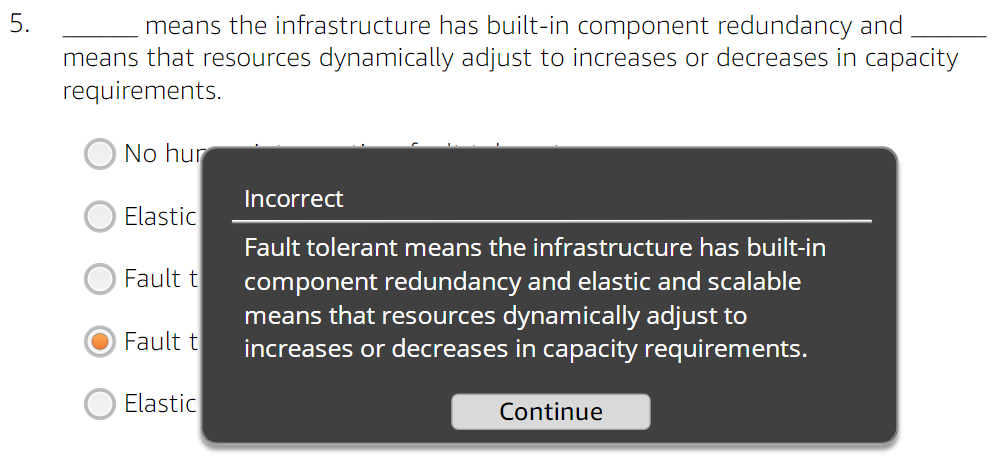 5. ______ means the infrastructure has built-in component redundancy and ______
means that resources dynamically adjust to increases or decreases in capacity
requirements.
No
Elastic
Fault
Fault
Elastic
Incorrect
Fault tolerant means the infrastructure has built-in
component redundancy and elastic and scalable
means that resources dynamically adjust to
increases or decreases in capacity requirements.
Continue